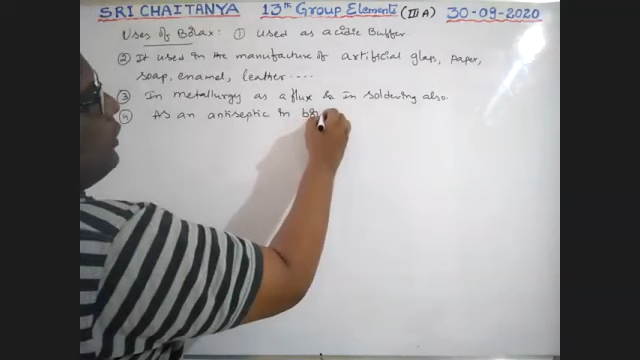 SRI CHAITANYA 13th Group Elements (III A) 30-09-2020
Uses of Borax: ① used as acidic Buffer.
② It used in the manufacture of artificial glass, paper,
soap, enamel, leather ....
③ In metallurgy as a flux & in soldering also.
④ As an antiseptic in